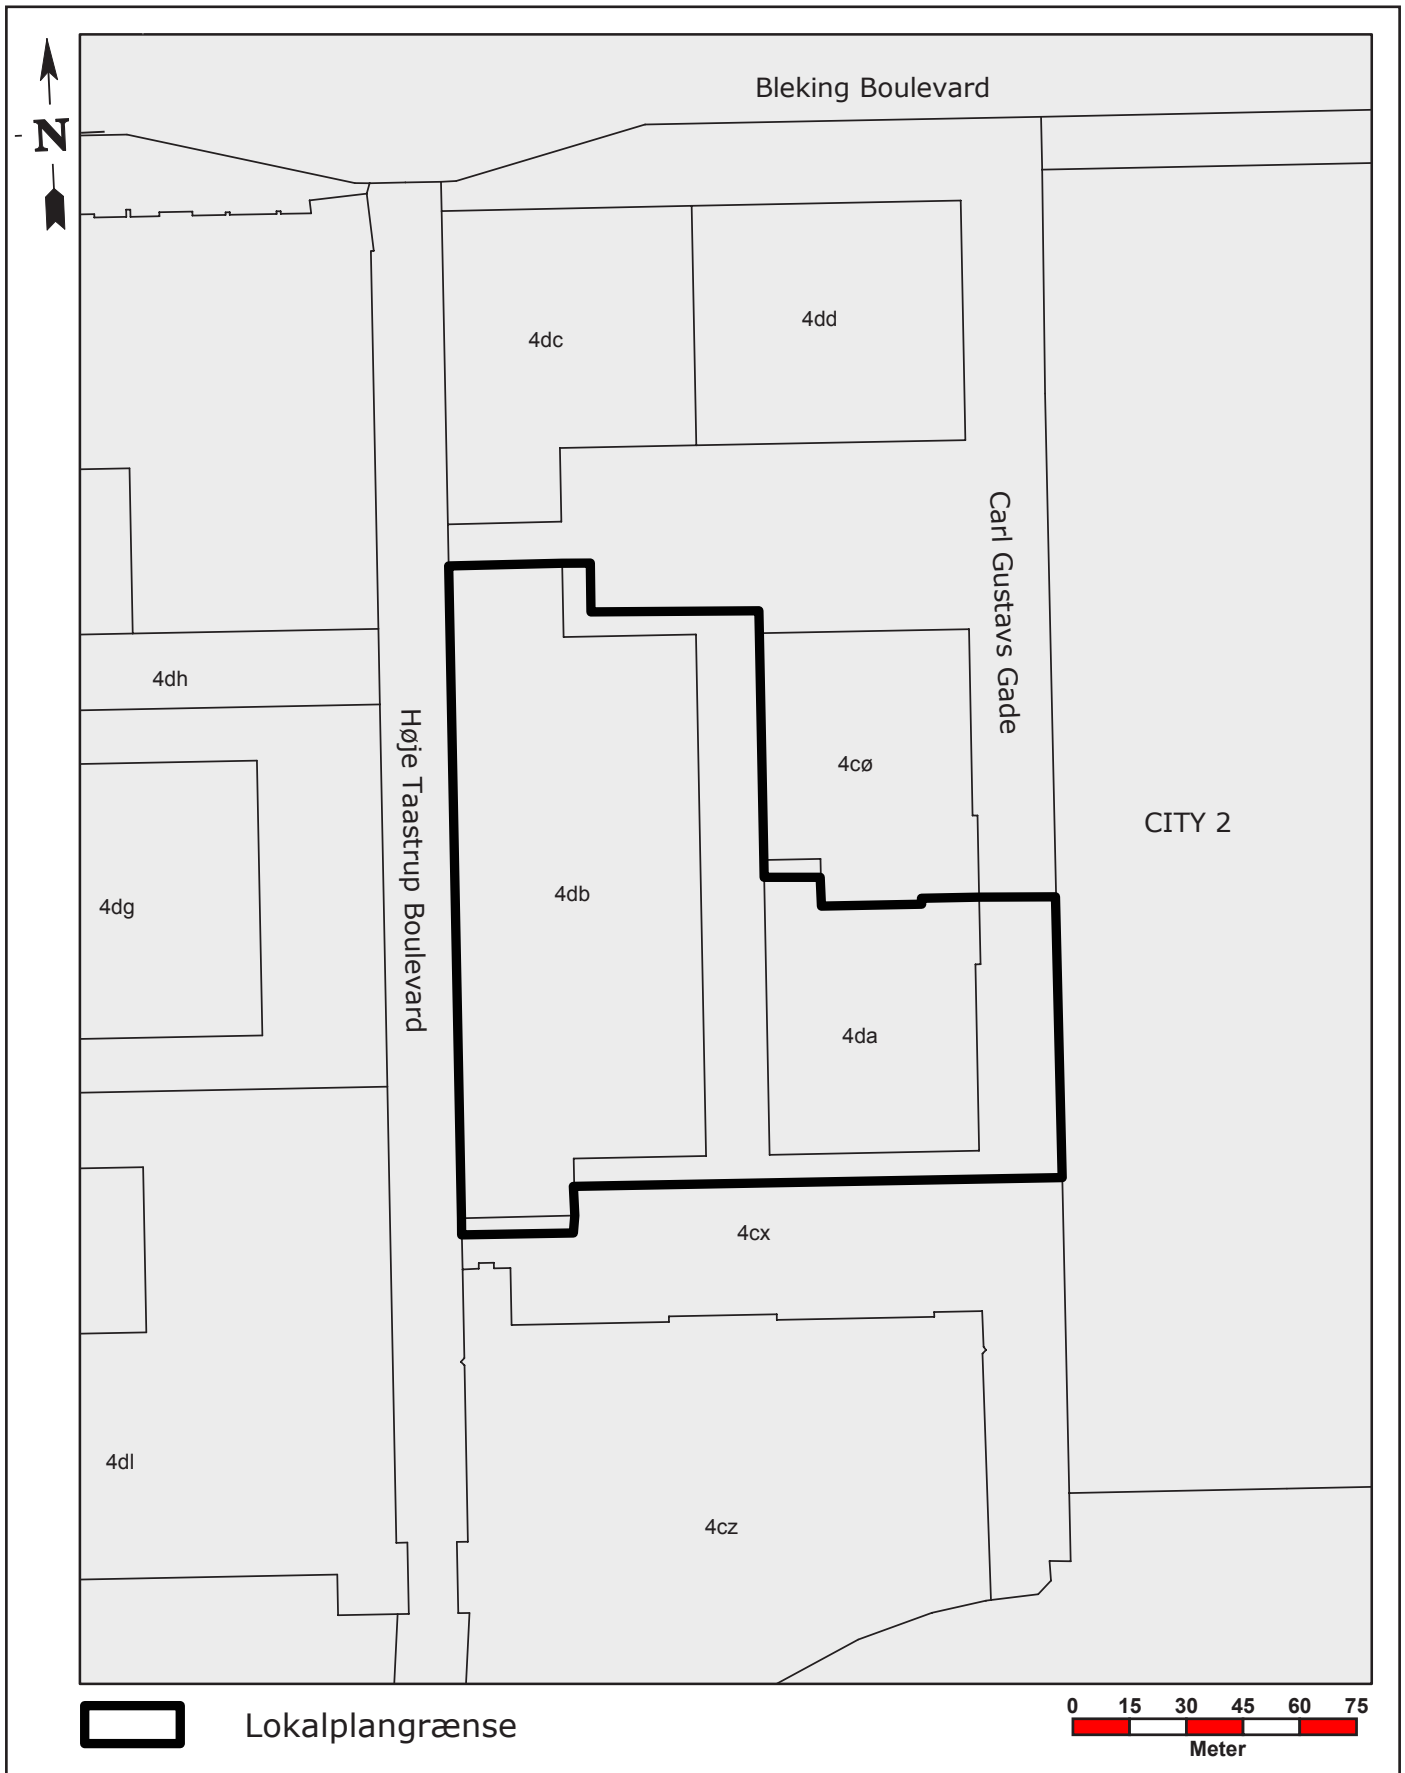 Bleking Boulevard
N
4dd
4dc
Carl Gustavs Gade
4dh
Høje Taastrup Boulevard
4cø
CITY 2
4db
4dg
4da
4cx
4dl
4cz
Lokalplangrænse
0 15 30 45 60 75
Meter